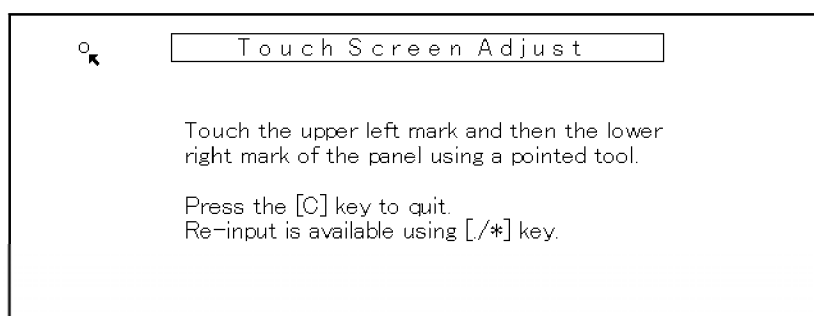 Touch Screen Adjust
Touch the upper left mark and then the lower
right mark of the panel using a pointed tool.
Press the [C] key to quit.
Re-input is available using [./*] key.